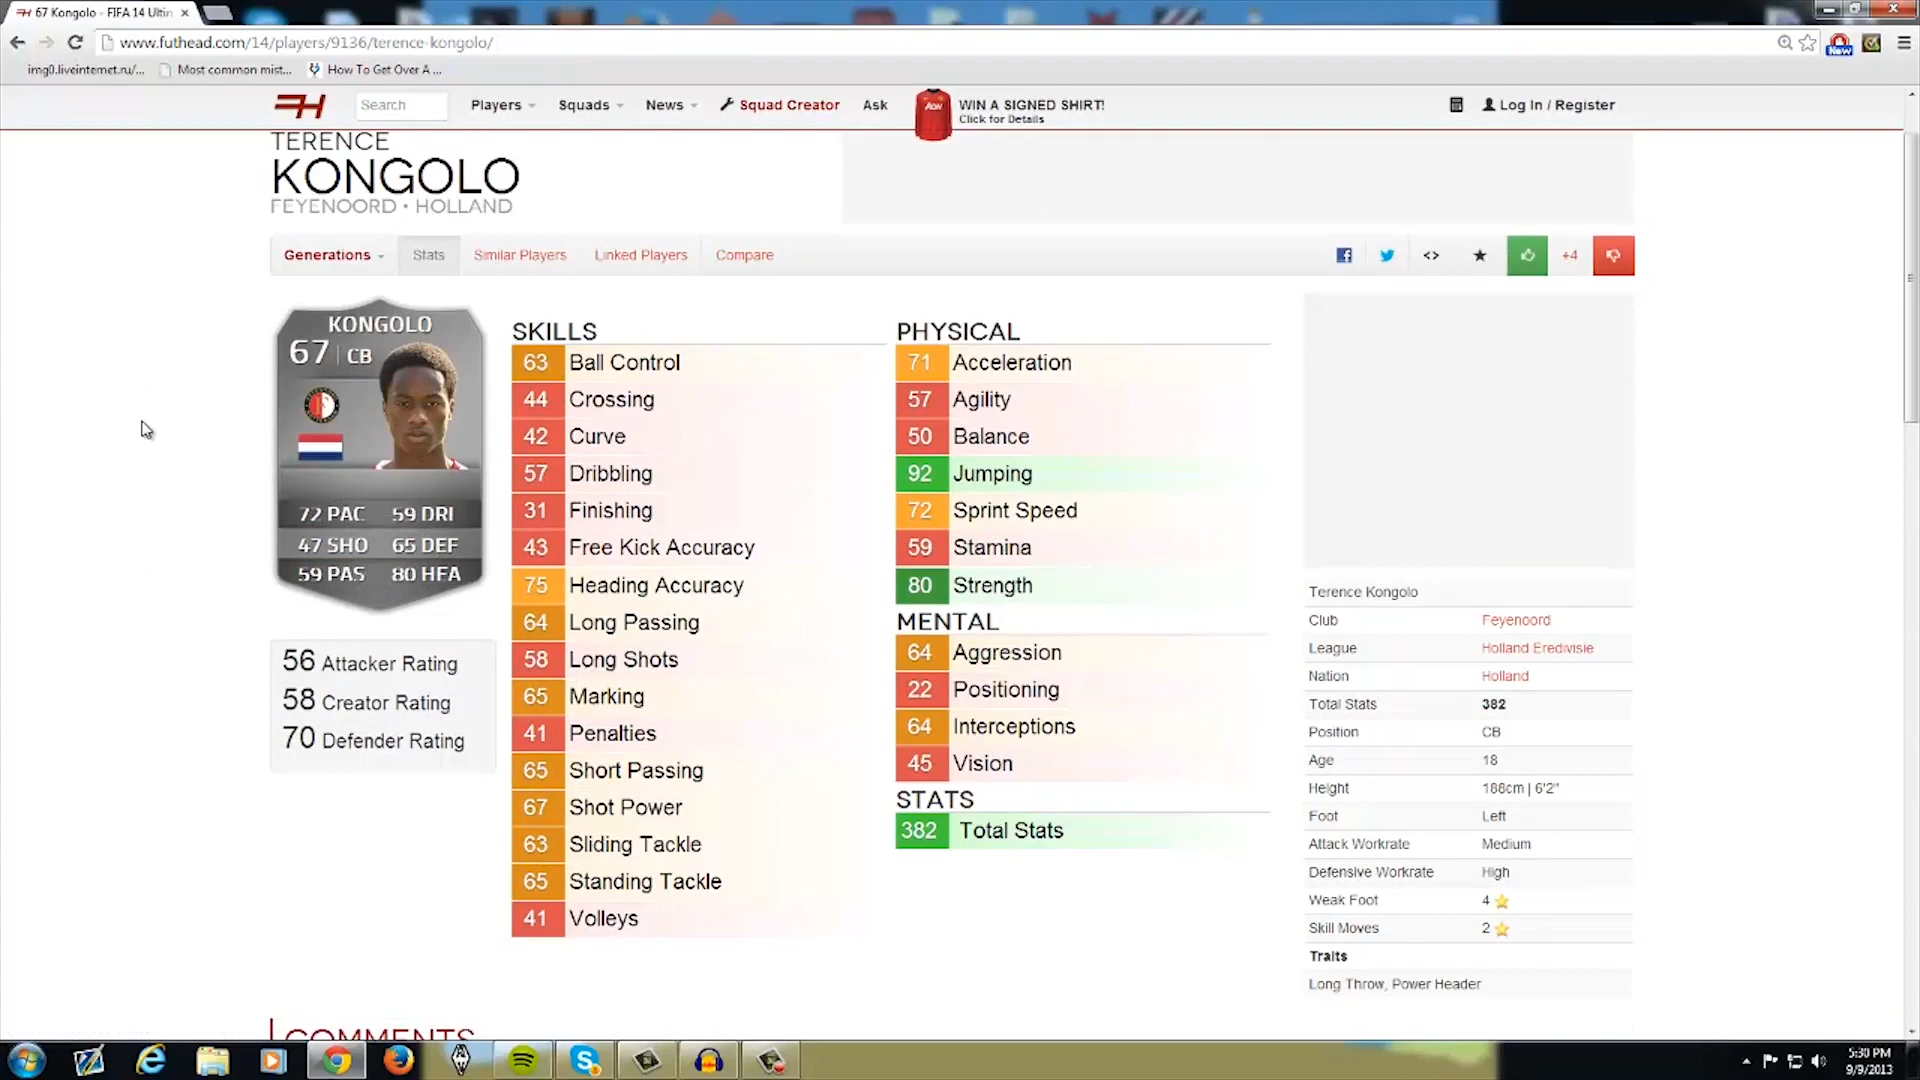 67 Kongolo - FIFA 14 Ultin
www.futhead.com/14/players/9136/terence-kongolo/
New
img0.liveinternet.ru/...
Most common mist...
How To Get Over A ...
FH
Search
Players
Squads
News
Squad Creator
Ask
AON
WIN A SIGNED SHIRT!
Click for Details
Log In / Register
TERENCE
KONGOLO
FEYENOORD • HOLLAND
Generations
Stats
Similar Players
Linked Players
Compare
<>
+4
KONGOLO
67 | CB
72 PAC 59 DRI
47 SHO 65 DEF
59 PAS 80 HEA
56 Attacker Rating
58 Creator Rating
70 Defender Rating
SKILLS
63 Ball Control
44 Crossing
42 Curve
57 Dribbling
31 Finishing
43 Free Kick Accuracy
75 Heading Accuracy
64 Long Passing
58 Long Shots
65 Marking
41 Penalties
65 Short Passing
67 Shot Power
63 Sliding Tackle
65 Standing Tackle
41 Volleys
PHYSICAL
71 Acceleration
57 Agility
50 Balance
92 Jumping
72 Sprint Speed
59 Stamina
80 Strength
MENTAL
64 Aggression
22 Positioning
64 Interceptions
45 Vision
STATS
382 Total Stats
Terence Kongolo
Club Feyenoord
League Holland Eredivisie
Nation Holland
Total Stats 382
Position CB
Age 18
Height 188cm | 6'2"
Foot Left
Attack Workrate Medium
Defensive Workrate High
Weak Foot 4
Skill Moves 2
Traits
Long Throw, Power Header
COMMENTS
5:30 PM
9/9/2013